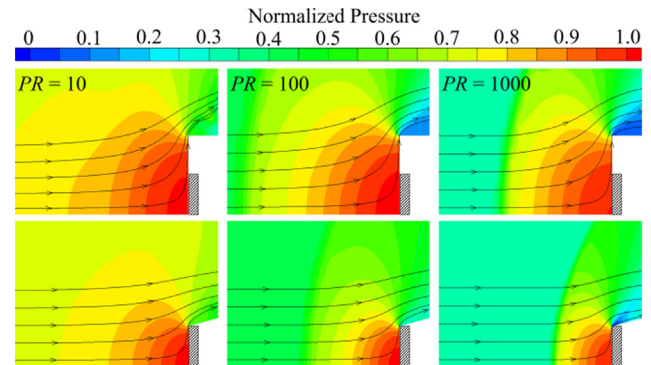 Normalized Pressure
0 0.1 0.2 0.3 0.4 0.5 0.6 0.7 0.8 0.9 1.0
PR = 10 PR = 100 PR = 1000